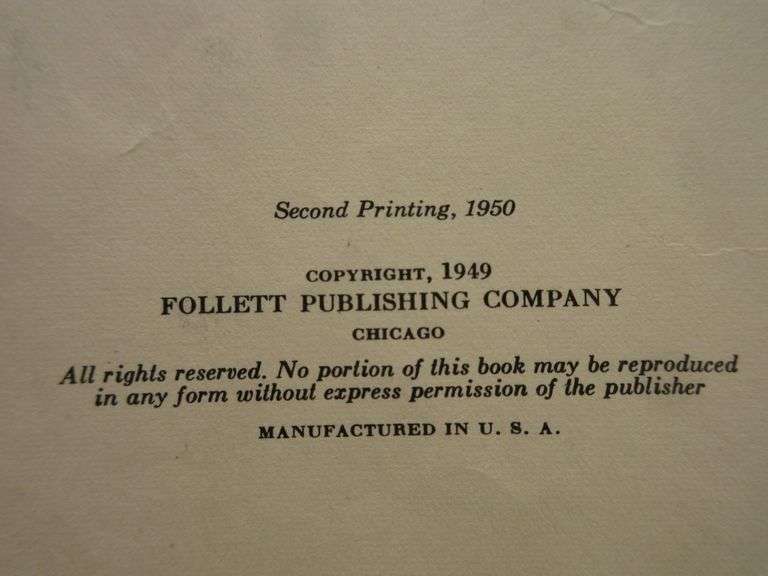 Second Printing, 1950
COPYRIGHT, 1949
FOLLETT PUBLISHING COMPANY
CHICAGO
All rights reserved. No portion of this book may be reproduced
in any form without express permission of the publisher
MANUFACTURED IN U. S. A.